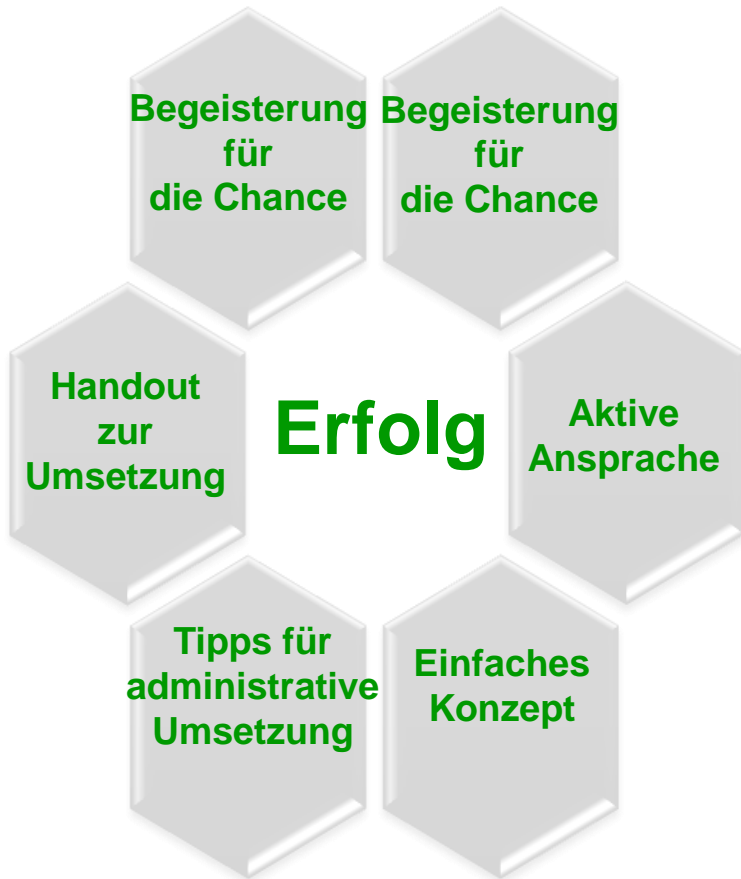 Begeisterung
für
die Chance
Begeisterung
für
die Chance
Handout
zur
Umsetzung
Erfolg
Aktive
Ansprache
Tipps für
administrative
Umsetzung
Einfaches
Konzept